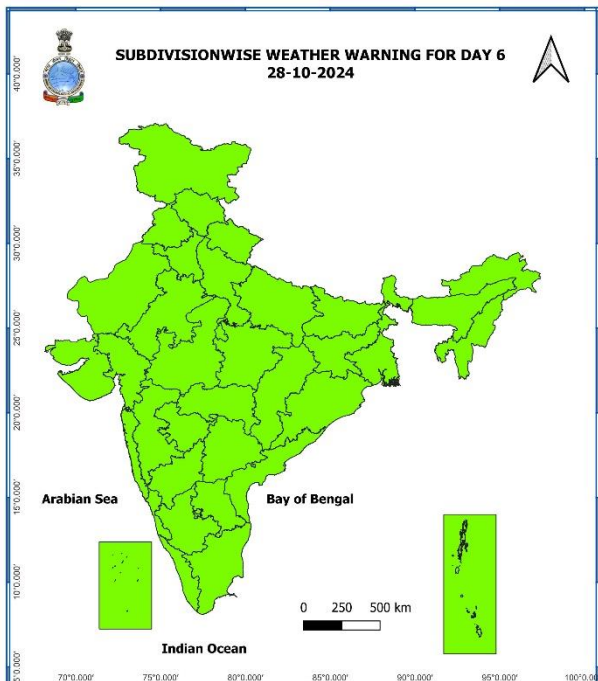 SUBDIVISIONWISE WEATHER WARNING FOR DAY 6
28-10-2024
40°0.000'
35°0.000'
30°0.000'
25°0.000'
20°0.000'
15°0.000'
10°0.000'
5°0.000'
Arabian Sea
Bay of Bengal
0 250 500 km
Indian Ocean
70°0.000' 75°0.000' 80°0.000' 85°0.000' 90°0.000' 95°0.000' 100°0.000'